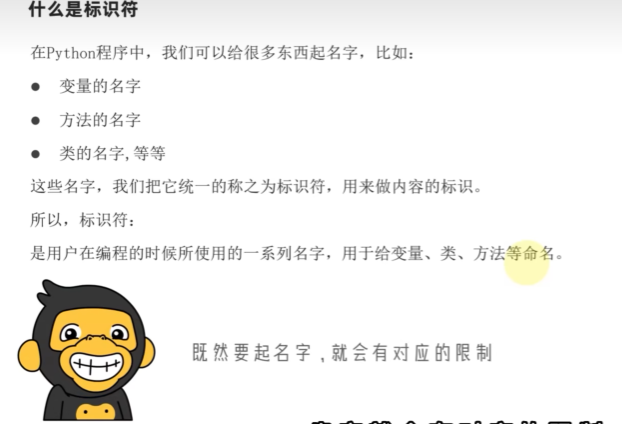 什么是标识符
在Python程序中，我们可以给很多东西起名字，比如：
● 变量的名字
● 方法的名字
● 类的名字,等等
这些名字，我们把它统一的称之为标识符，用来做内容的标识。
所以，标识符：
是用户在编程的时候所使用的一系列名字，用于给变量、类、方法等命名。
既然要起名字,就会有对应的限制